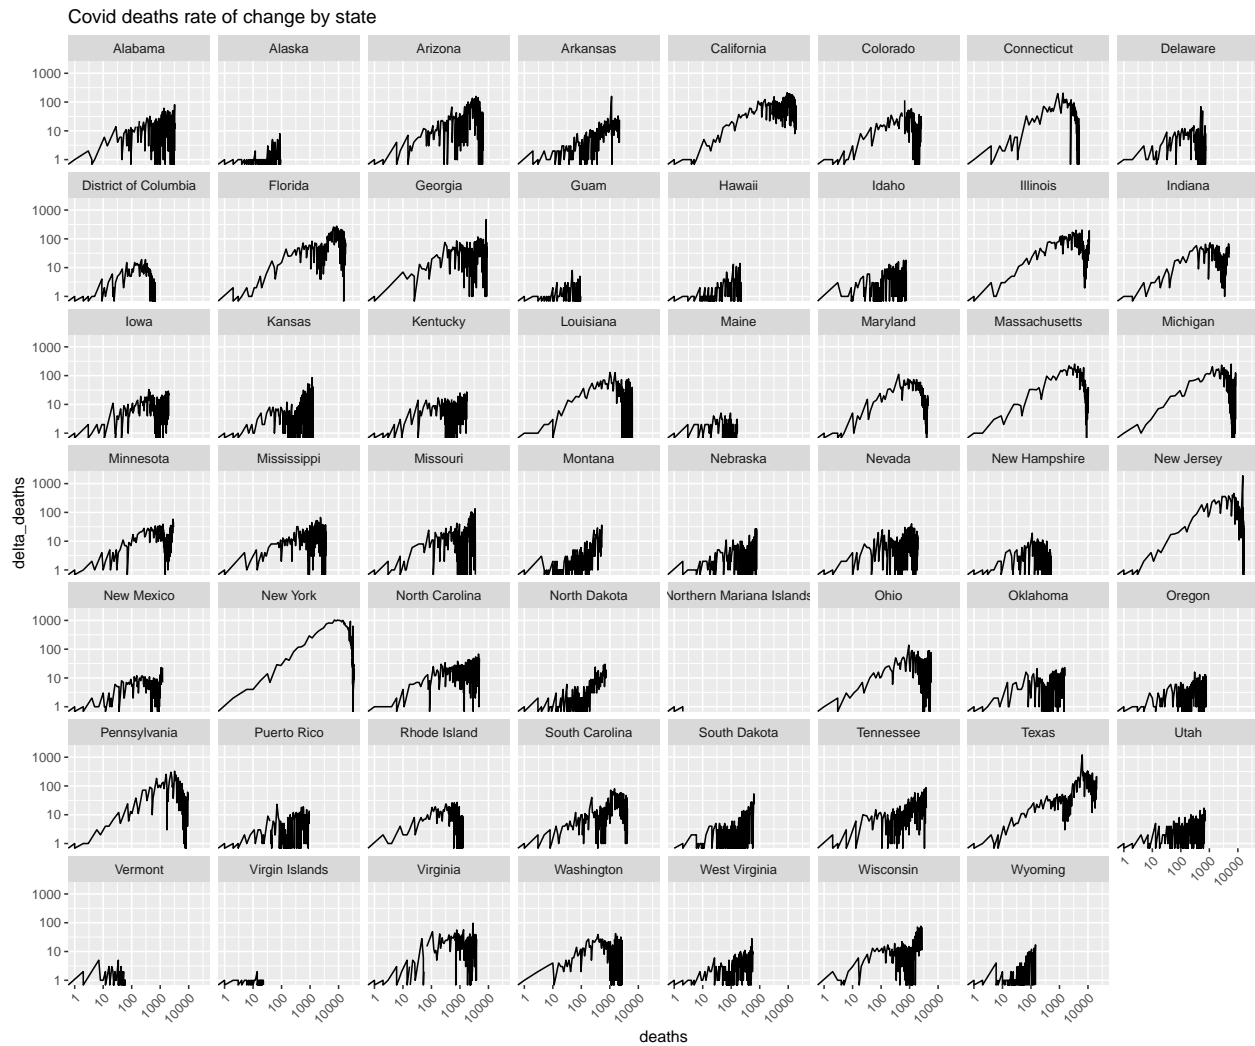 Covid deaths rate of change by state
Alabama Alaska Arizona Arkansas California Colorado Connecticut Delaware
1000
100
10
1
District of Columbia Florida Georgia Guam Hawaii Idaho Illinois Indiana
1000
100
10
1
Iowa Kansas Kentucky Louisiana Maine Maryland Massachusetts Michigan
1000
100
10
1
Minnesota Mississippi Missouri Montana Nebraska Nevada New Hampshire New Jersey
1000
100
10
1
delta_deaths
New Mexico New York North Carolina North Dakota Northern Mariana Islands Ohio Oklahoma Oregon
1000
100
10
1
Pennsylvania Puerto Rico Rhode Island South Carolina South Dakota Tennessee Texas Utah
1000
100
10
1
1 10 100 1000 10000
Vermont Virgin Islands Virginia Washington West Virginia Wisconsin Wyoming
1000
100
10
1
1 10 100 1000 10000 1 10 100 1000 10000 1 10 100 1000 10000 1 10 100 1000 10000 1 10 100 1000 10000 1 10 100 1000 10000 1 10 100 1000 10000
deaths